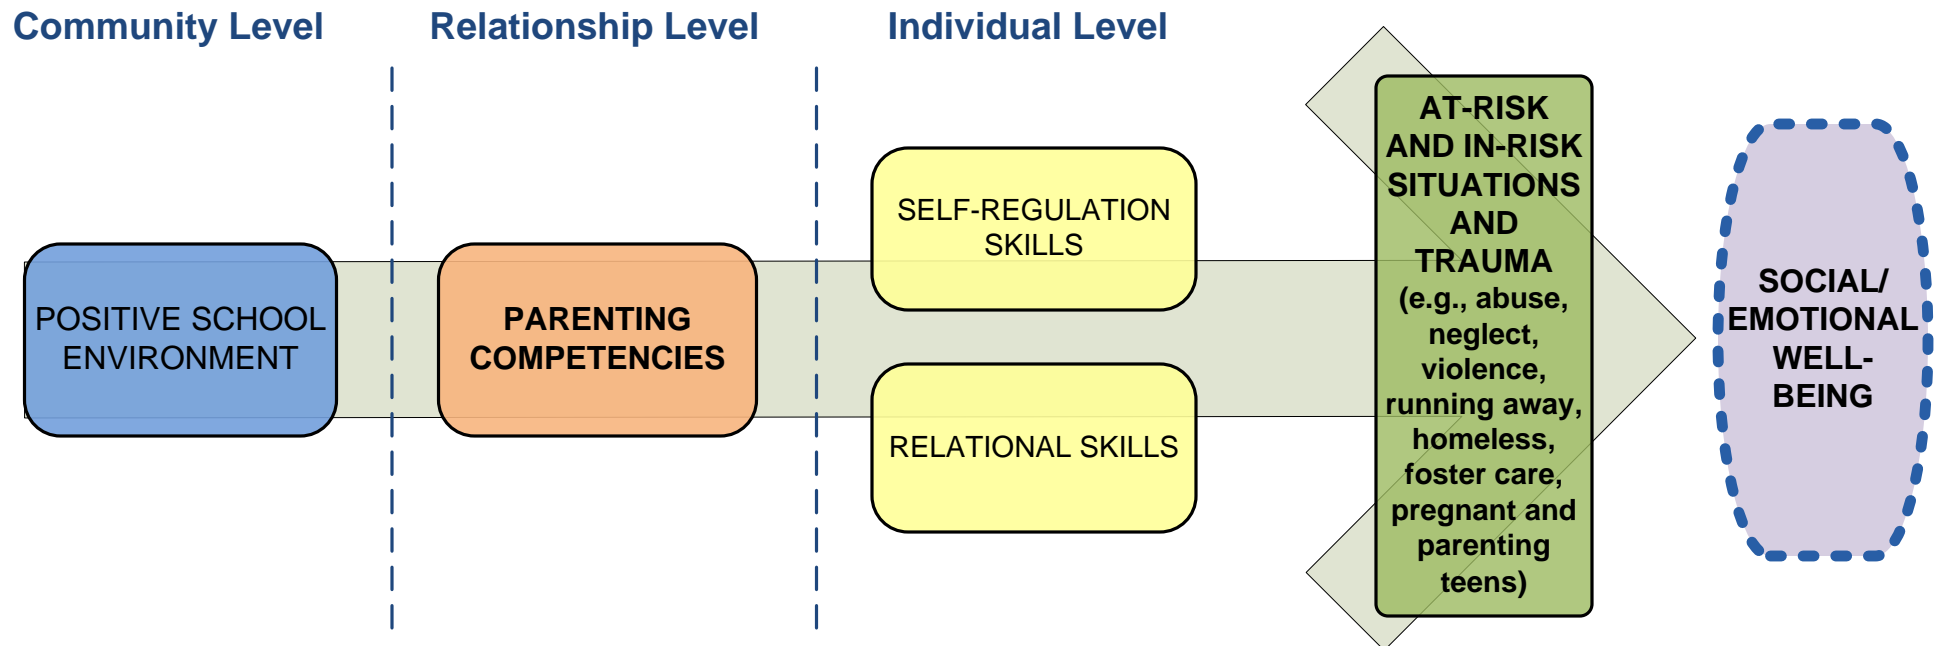 Community Level
Relationship Level
Individual Level
POSITIVE SCHOOL
ENVIRONMENT
PARENTING
COMPETENCIES
SELF-REGULATION
SKILLS
RELATIONAL SKILLS
AT-RISK
AND IN-RISK
SITUATIONS
AND
TRAUMA
(e.g., abuse,
neglect,
violence,
running away,
homeless,
foster care,
pregnant and
parenting
teens)
SOCIAL/
EMOTIONAL
WELL-
BEING